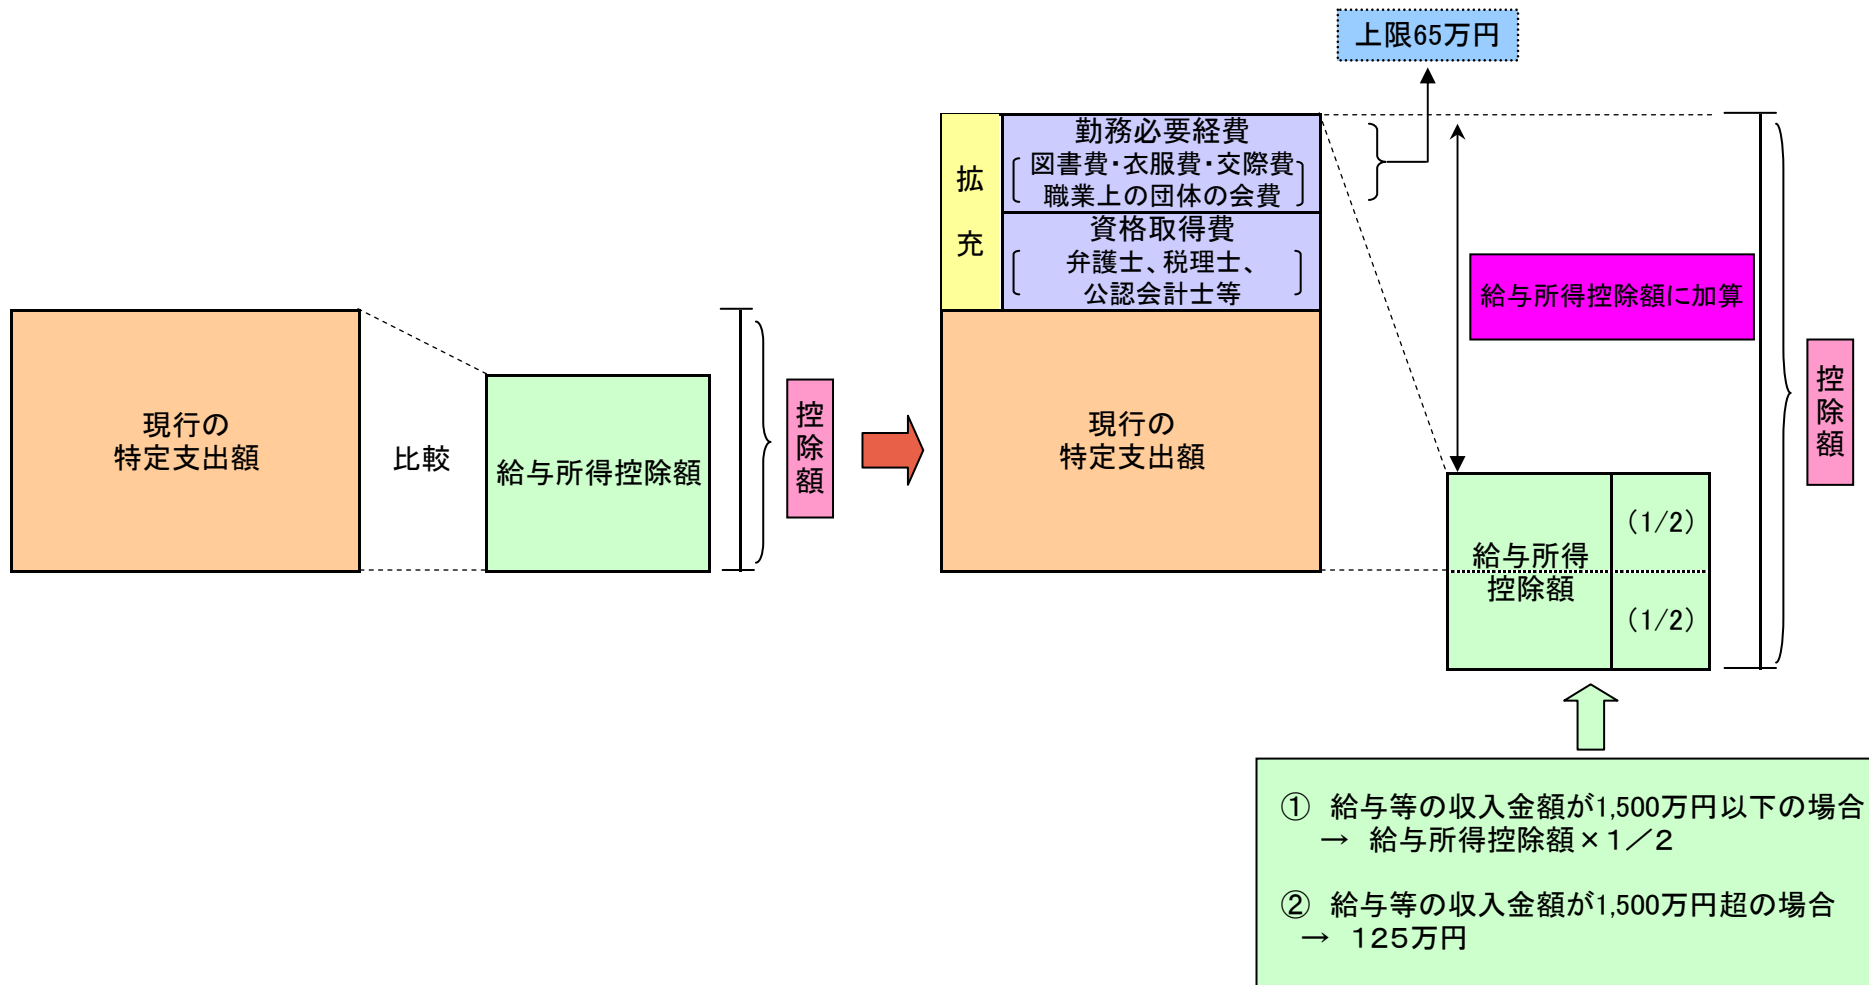 上限65万円
拡
充
勤務必要経費
図書費・衣服費・交際費
職業上の団体の会費
資格取得費
弁護士、税理士、
公認会計士等
現行の
特定支出額
比較
給与所得控除額
控
除
額
現行の
特定支出額
給与所得控除額に加算
控
除
額
給与所得
控除額
(1/2)
(1/2)
① 給与等の収入金額が1,500万円以下の場合
→ 給与所得控除額×1／2
② 給与等の収入金額が1,500万円超の場合
→ 125万円